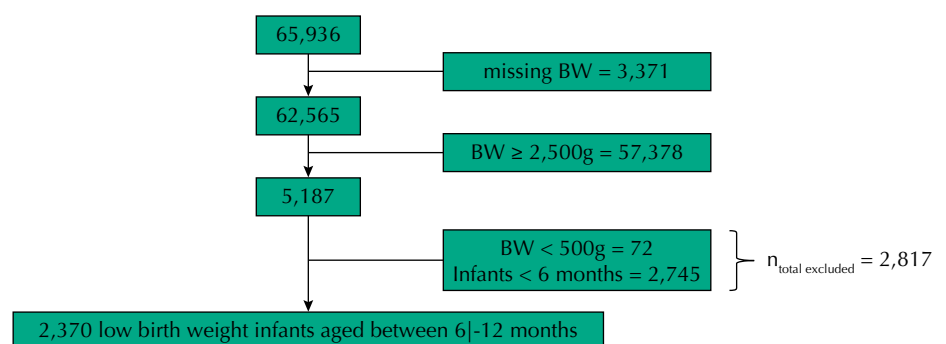 65,936
missing BW = 3,371
62,565
BW ≥ 2,500g = 57,378
5,187
BW < 500g = 72
Infants < 6 months = 2,745
n total excluded = 2,817
2,370 low birth weight infants aged between 6|-12 months